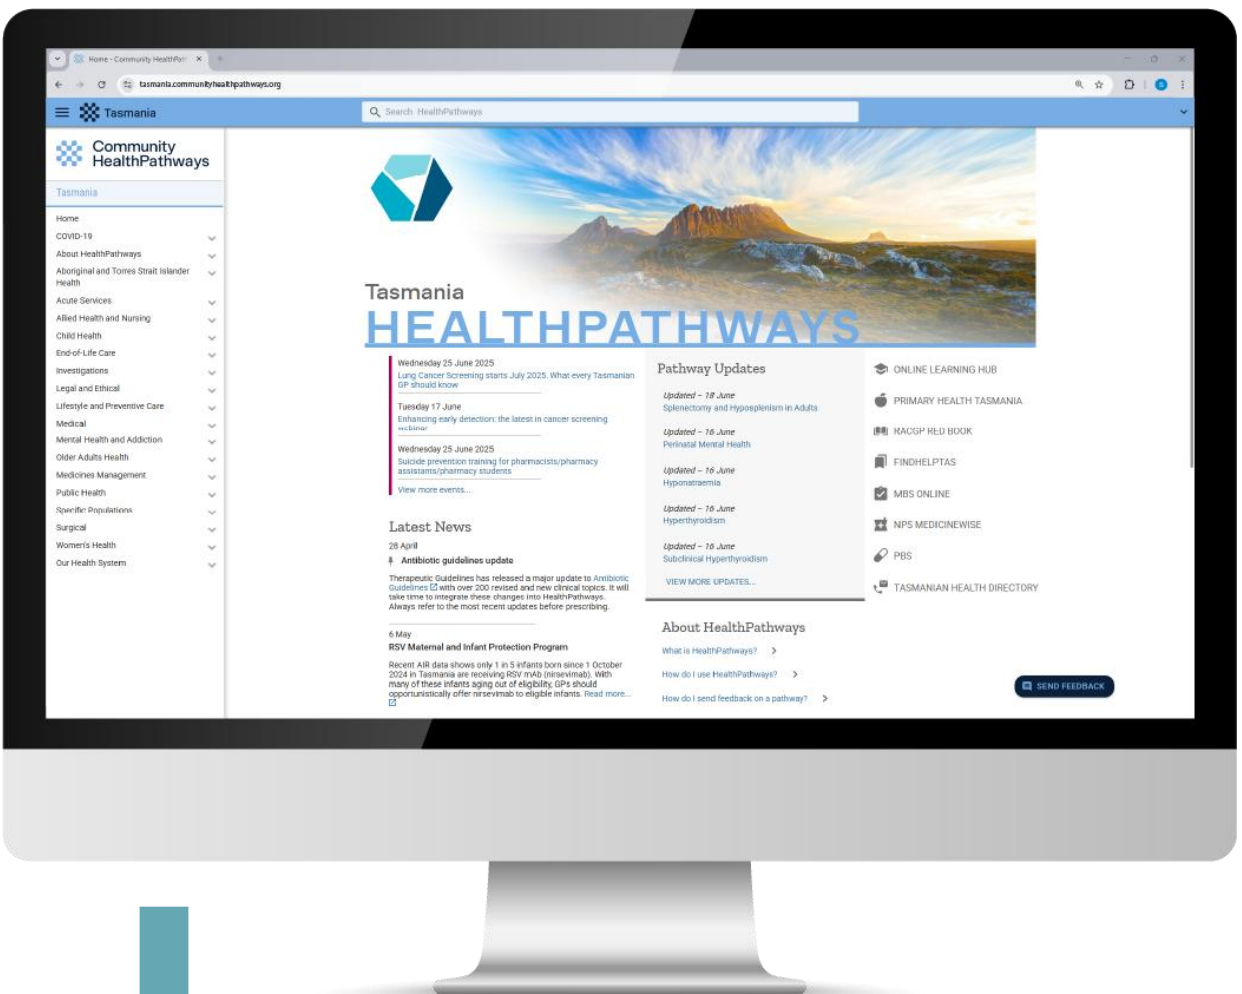 Home - Community HealthPat
tasmania.communityhealthpathways.org
Tasmania
Search HealthPathways
Community
HealthPathways
Tasmania
Home
COVID-19
About HealthPathways
Aboriginal and Torres Strait Islander
Health
Acute Services
Allied Health and Nursing
Child Health
End-of-Life Care
Investigations
Legal and Ethical
Lifestyle and Preventive Care
Medical
Mental Health and Addiction
Older Adults Health
Medicines Management
Public Health
Specific Populations
Surgical
Women's Health
Our Health System
Tasmania
HEALTHPATHWAYS
Wednesday 25 June 2025
Lung Cancer Screening starts July 2025. What every Tasmanian
GP should know
Tuesday 17 June
Enhancing early detection: the latest in cancer screening
webinar
Wednesday 25 June 2025
Suicide prevention training for pharmacists/pharmacy
assistants/pharmacy students
View more events...
Latest News
28 April
Antibiotic guidelines update
Therapeutic Guidelines has released a major update to Antibiotic
Guidelines with over 200 revised and new clinical topics. It will
take time to integrate these changes into HealthPathways.
Always refer to the most recent updates before prescribing.
6 May
RSV Maternal and Infant Protection Program
Recent AIR data shows only 1 in 5 infants born since 1 October
2024 in Tasmania are receiving RSV mAb (nirsevimab). With
many of these infants aging out of eligibility, GPs should
opportunistically offer nirsevimab to eligible infants. Read more...
Pathway Updates
Updated – 18 June
Splenectomy and Hyposplenism in Adults
Updated – 16 June
Perinatal Mental Health
Updated – 16 June
Hyponatraemia
Updated – 16 June
Hyperthyroidism
Updated – 16 June
Subclinical Hyperthyroidism
VIEW MORE UPDATES...
About HealthPathways
What is HealthPathways?
How do I use HealthPathways?
How do I send feedback on a pathway?
ONLINE LEARNING HUB
PRIMARY HEALTH TASMANIA
RACGP RED BOOK
FINDHELPTAS
MBS ONLINE
NPS MEDICINEWISE
PBS
TASMANIAN HEALTH DIRECTORY
SEND FEEDBACK